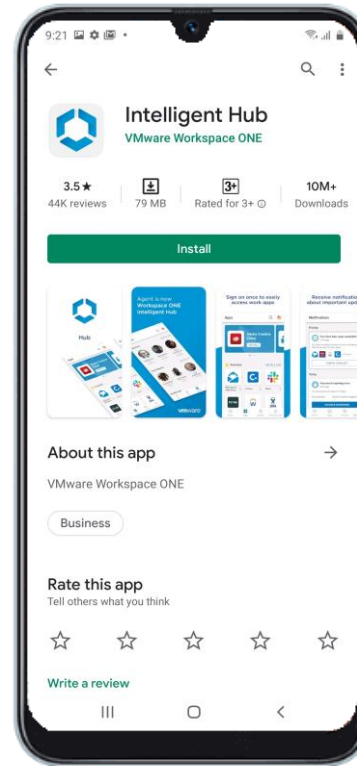 9:21
Intelligent Hub
VMware Workspace ONE
3.5★
44K reviews
79 MB
3+
Rated for 3+
10M+
Downloads
Install
Hub
Agent is now
Workspace ONE
Intelligent Hub
vmware
Sign on once to easily
access work apps
Apps
Receive notificatio
about important upd
Notifications
About this app
VMware Workspace ONE
Business
Rate this app
Tell others what you think
Write a review